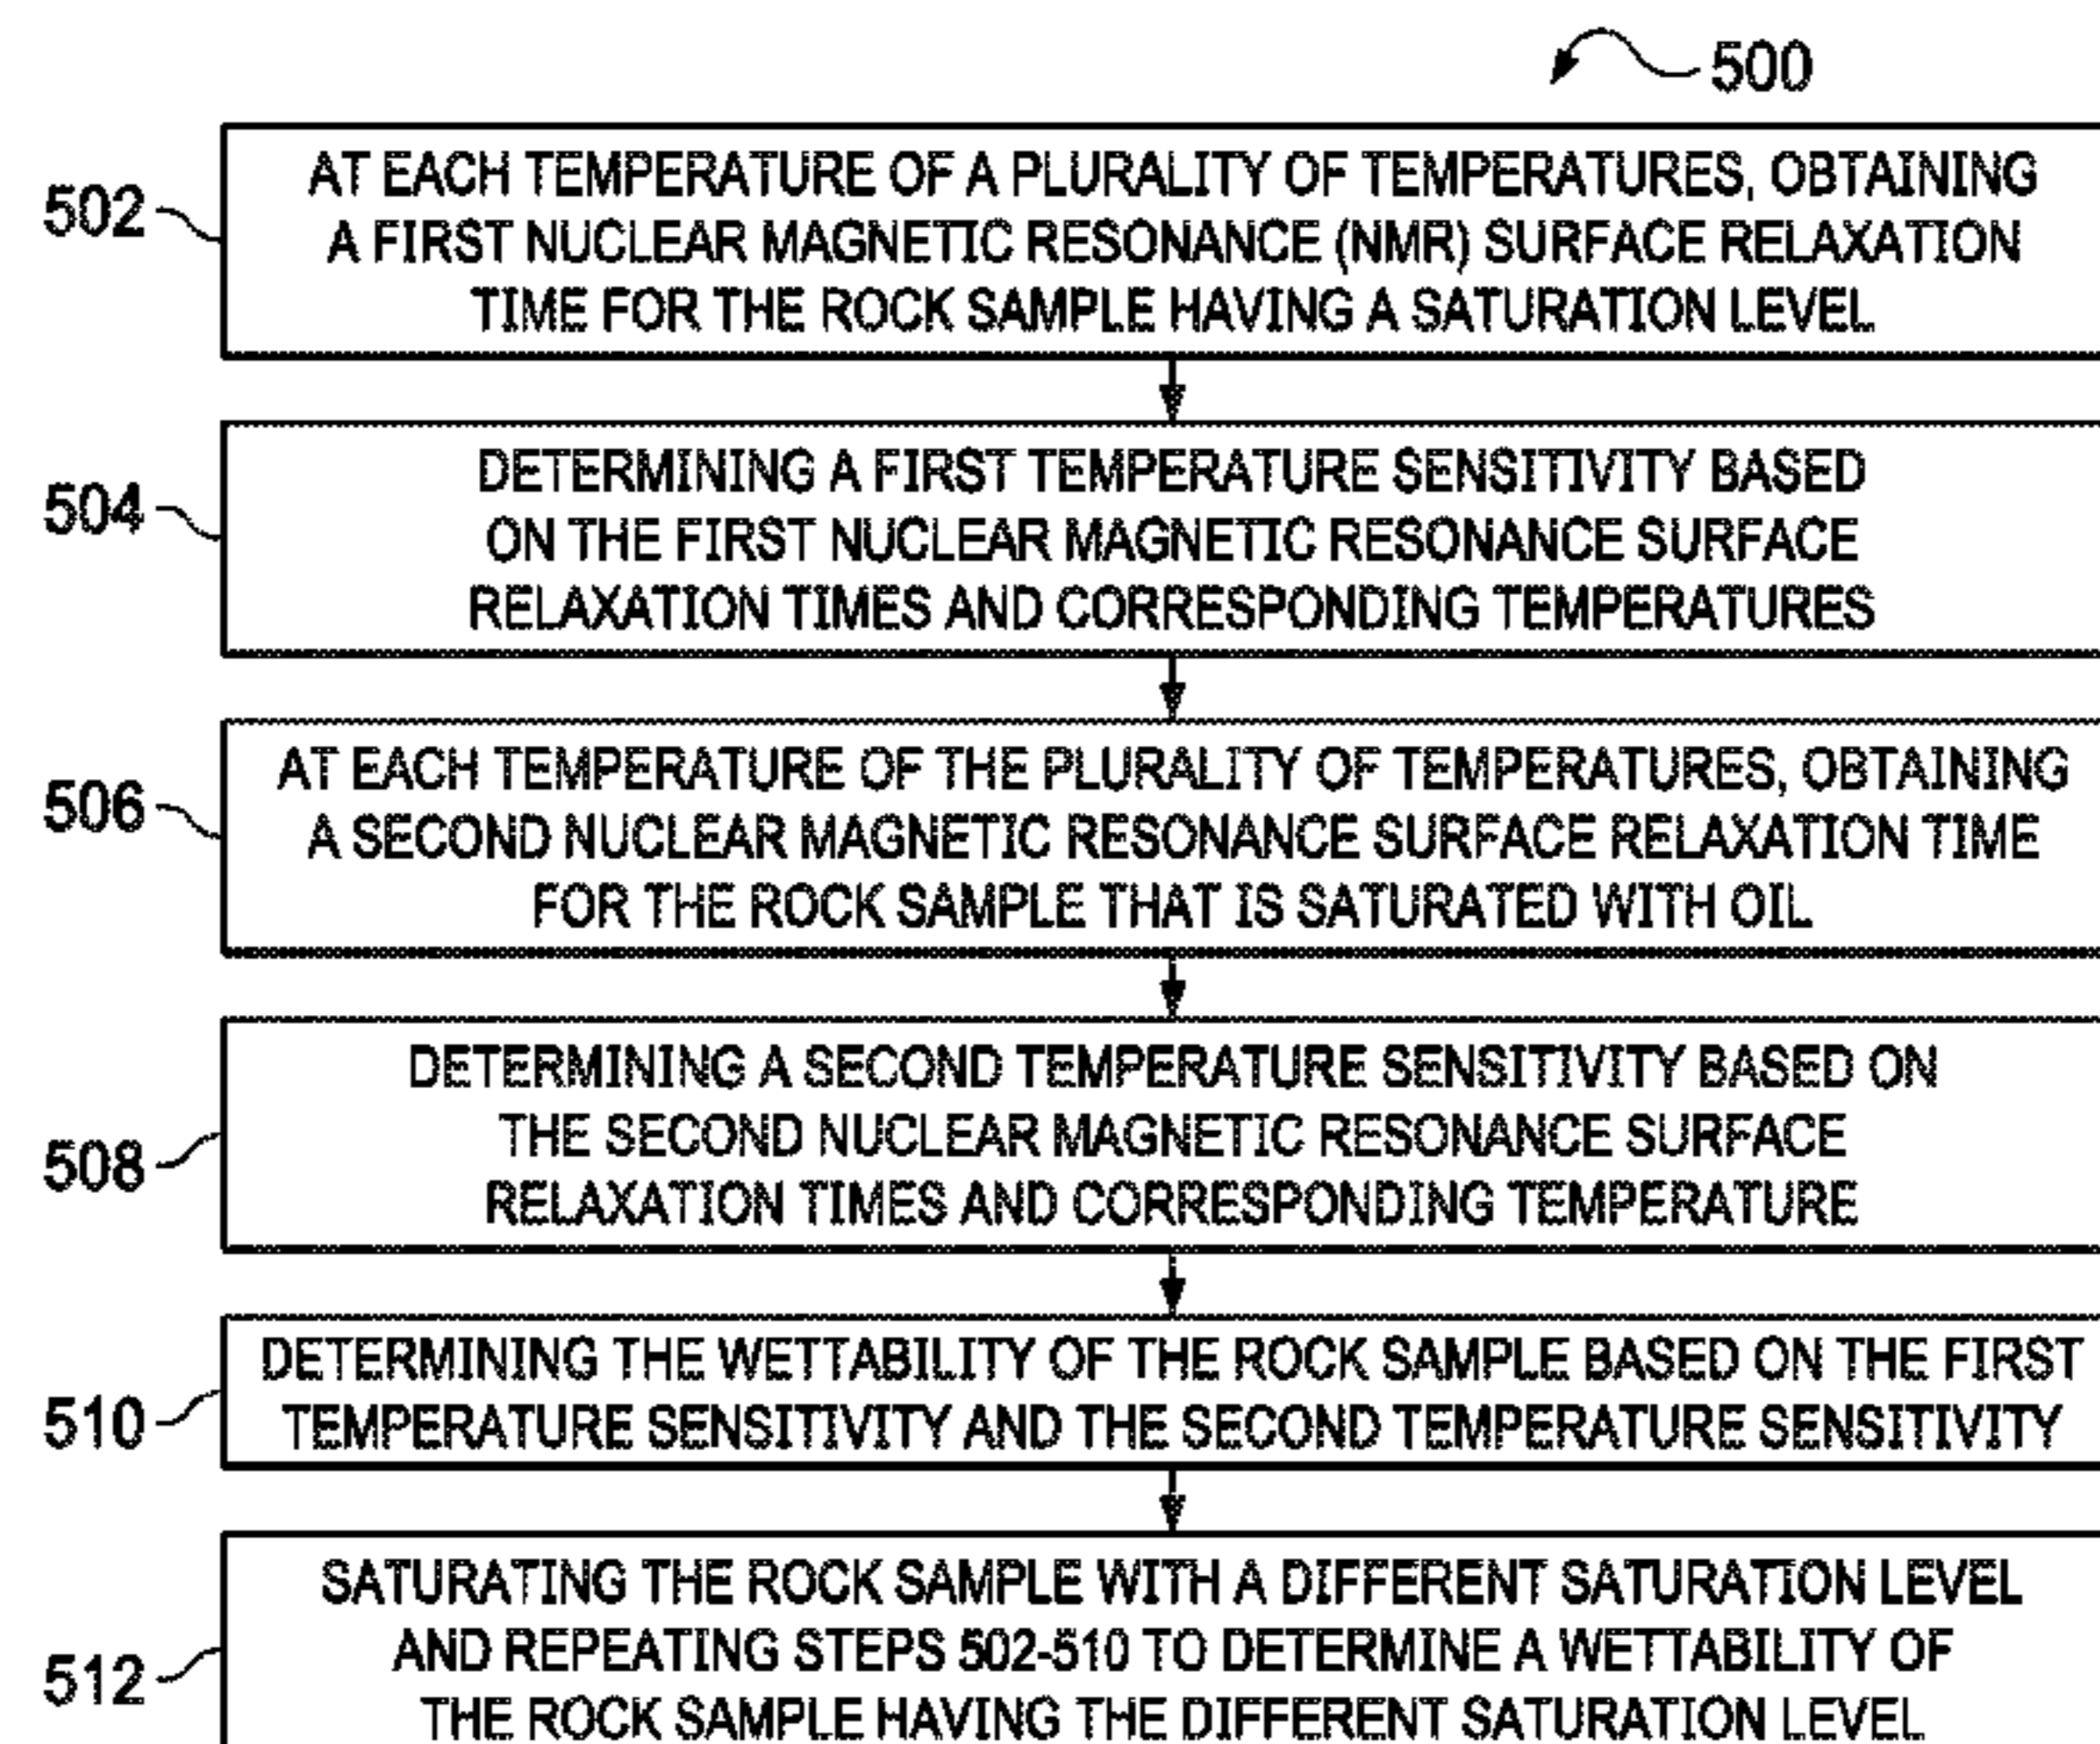 500
502
AT EACH TEMPERATURE OF A PLURALITY OF TEMPERATURES, OBTAINING
A FIRST NUCLEAR MAGNETIC RESONANCE (NMR) SURFACE RELAXATION
TIME FOR THE ROCK SAMPLE HAVING A SATURATION LEVEL
504
DETERMINING A FIRST TEMPERATURE SENSITIVITY BASED
ON THE FIRST NUCLEAR MAGNETIC RESONANCE SURFACE
RELAXATION TIMES AND CORRESPONDING TEMPERATURES
506
AT EACH TEMPERATURE OF THE PLURALITY OF TEMPERATURES, OBTAINING
A SECOND NUCLEAR MAGNETIC RESONANCE SURFACE RELAXATION TIME
FOR THE ROCK SAMPLE THAT IS SATURATED WITH OIL
508
DETERMINING A SECOND TEMPERATURE SENSITIVITY BASED ON
THE SECOND NUCLEAR MAGNETIC RESONANCE SURFACE
RELAXATION TIMES AND CORRESPONDING TEMPERATURE
510
DETERMINING THE WETTABILITY OF THE ROCK SAMPLE BASED ON THE FIRST
TEMPERATURE SENSITIVITY AND THE SECOND TEMPERATURE SENSITIVITY
512
SATURATING THE ROCK SAMPLE WITH A DIFFERENT SATURATION LEVEL
AND REPEATING STEPS 502-510 TO DETERMINE A WETTABILITY OF
THE ROCK SAMPLE HAVING THE DIFFERENT SATURATION LEVEL